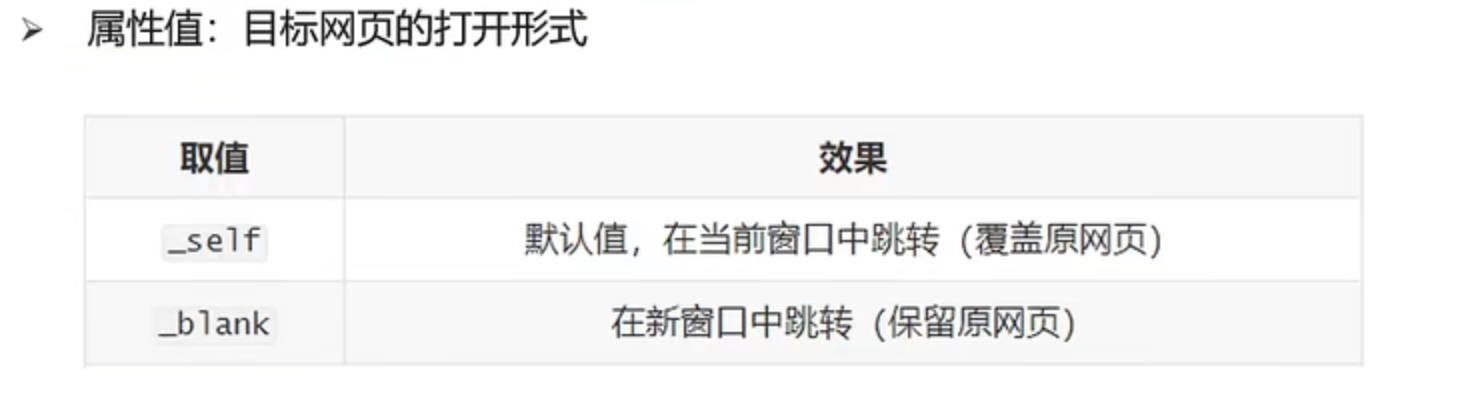 ➢ 属性值：目标网页的打开形式
取值 效果
_self 默认值，在当前窗口中跳转（覆盖原网页）
_blank 在新窗口中跳转（保留原网页）